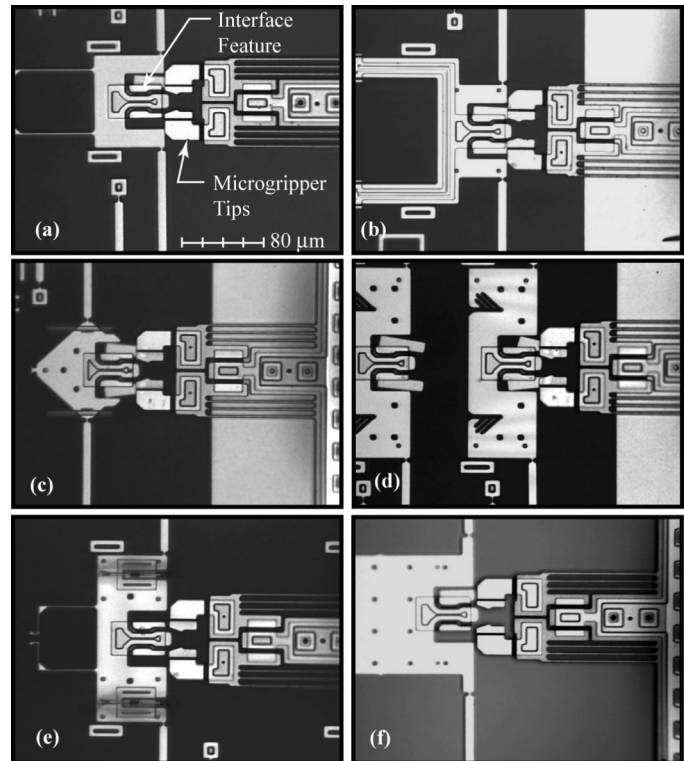 Interface
Feature
Microgripper
Tips
80 μm
(a)
(b)
(c)
(d)
(e)
(f)